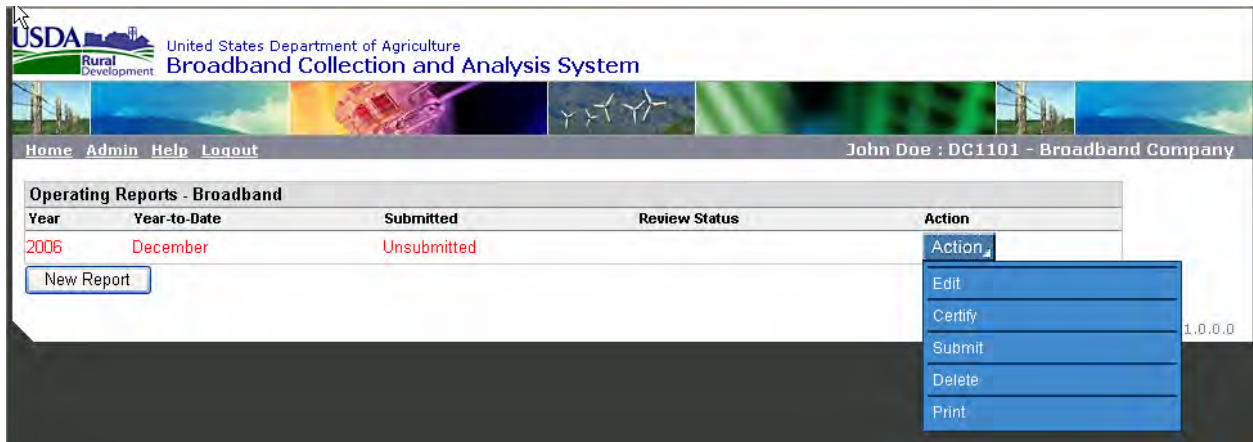 USDA
Rural
Development
United States Department of Agriculture
Broadband Collection and Analysis System
Home Admin Help Logout
John Doe : DC1101 - Broadband Company
Operating Reports - Broadband
Year Year-to-Date Submitted Review Status Action
2006 December Unsubmitted Action
New Report
Edit
Certify
Submit
Delete
Print
1.0.0.0